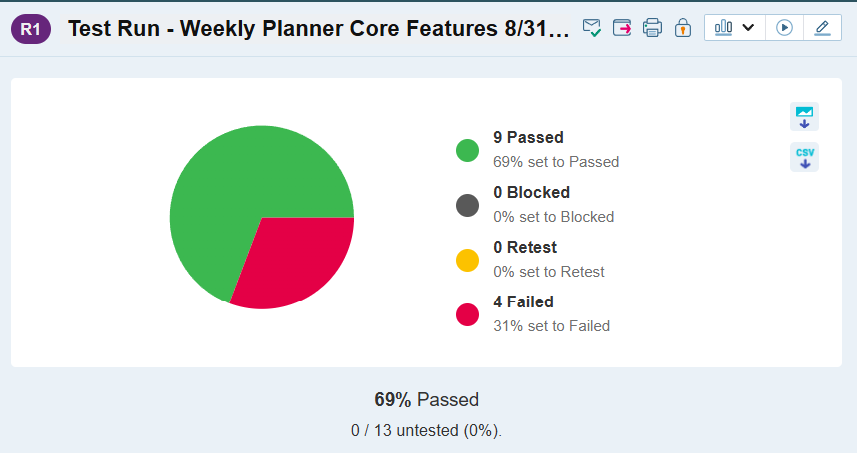 R1 Test Run - Weekly Planner Core Features 8/31...
9 Passed
69% set to Passed
0 Blocked
0% set to Blocked
0 Retest
0% set to Retest
4 Failed
31% set to Failed
CSV
69% Passed
0 / 13 untested (0%).